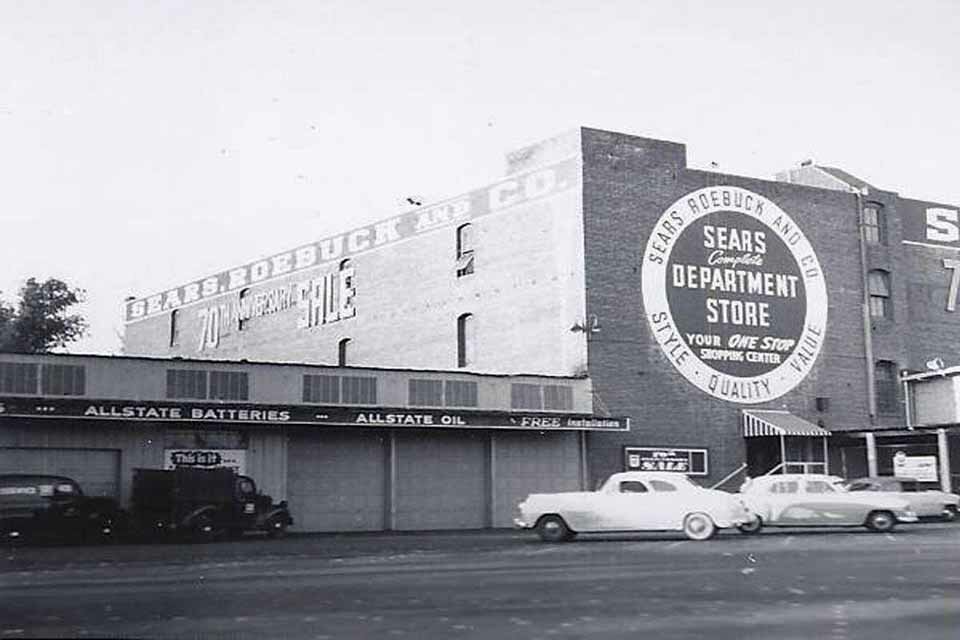 SEARS, ROEBUCK AND CO.
70TH ANNIVERSARY SALE
SEARS ROEBUCK AND CO
SEARS
Complete
DEPARTMENT
STORE
YOUR ONE STOP
SHOPPING CENTER
STYLE · QUALITY · VALUE
S
7
S ••• ALLSTATE BATTERIES ••• ALLSTATE OIL ••• FREE Installation
This is it...
SALE